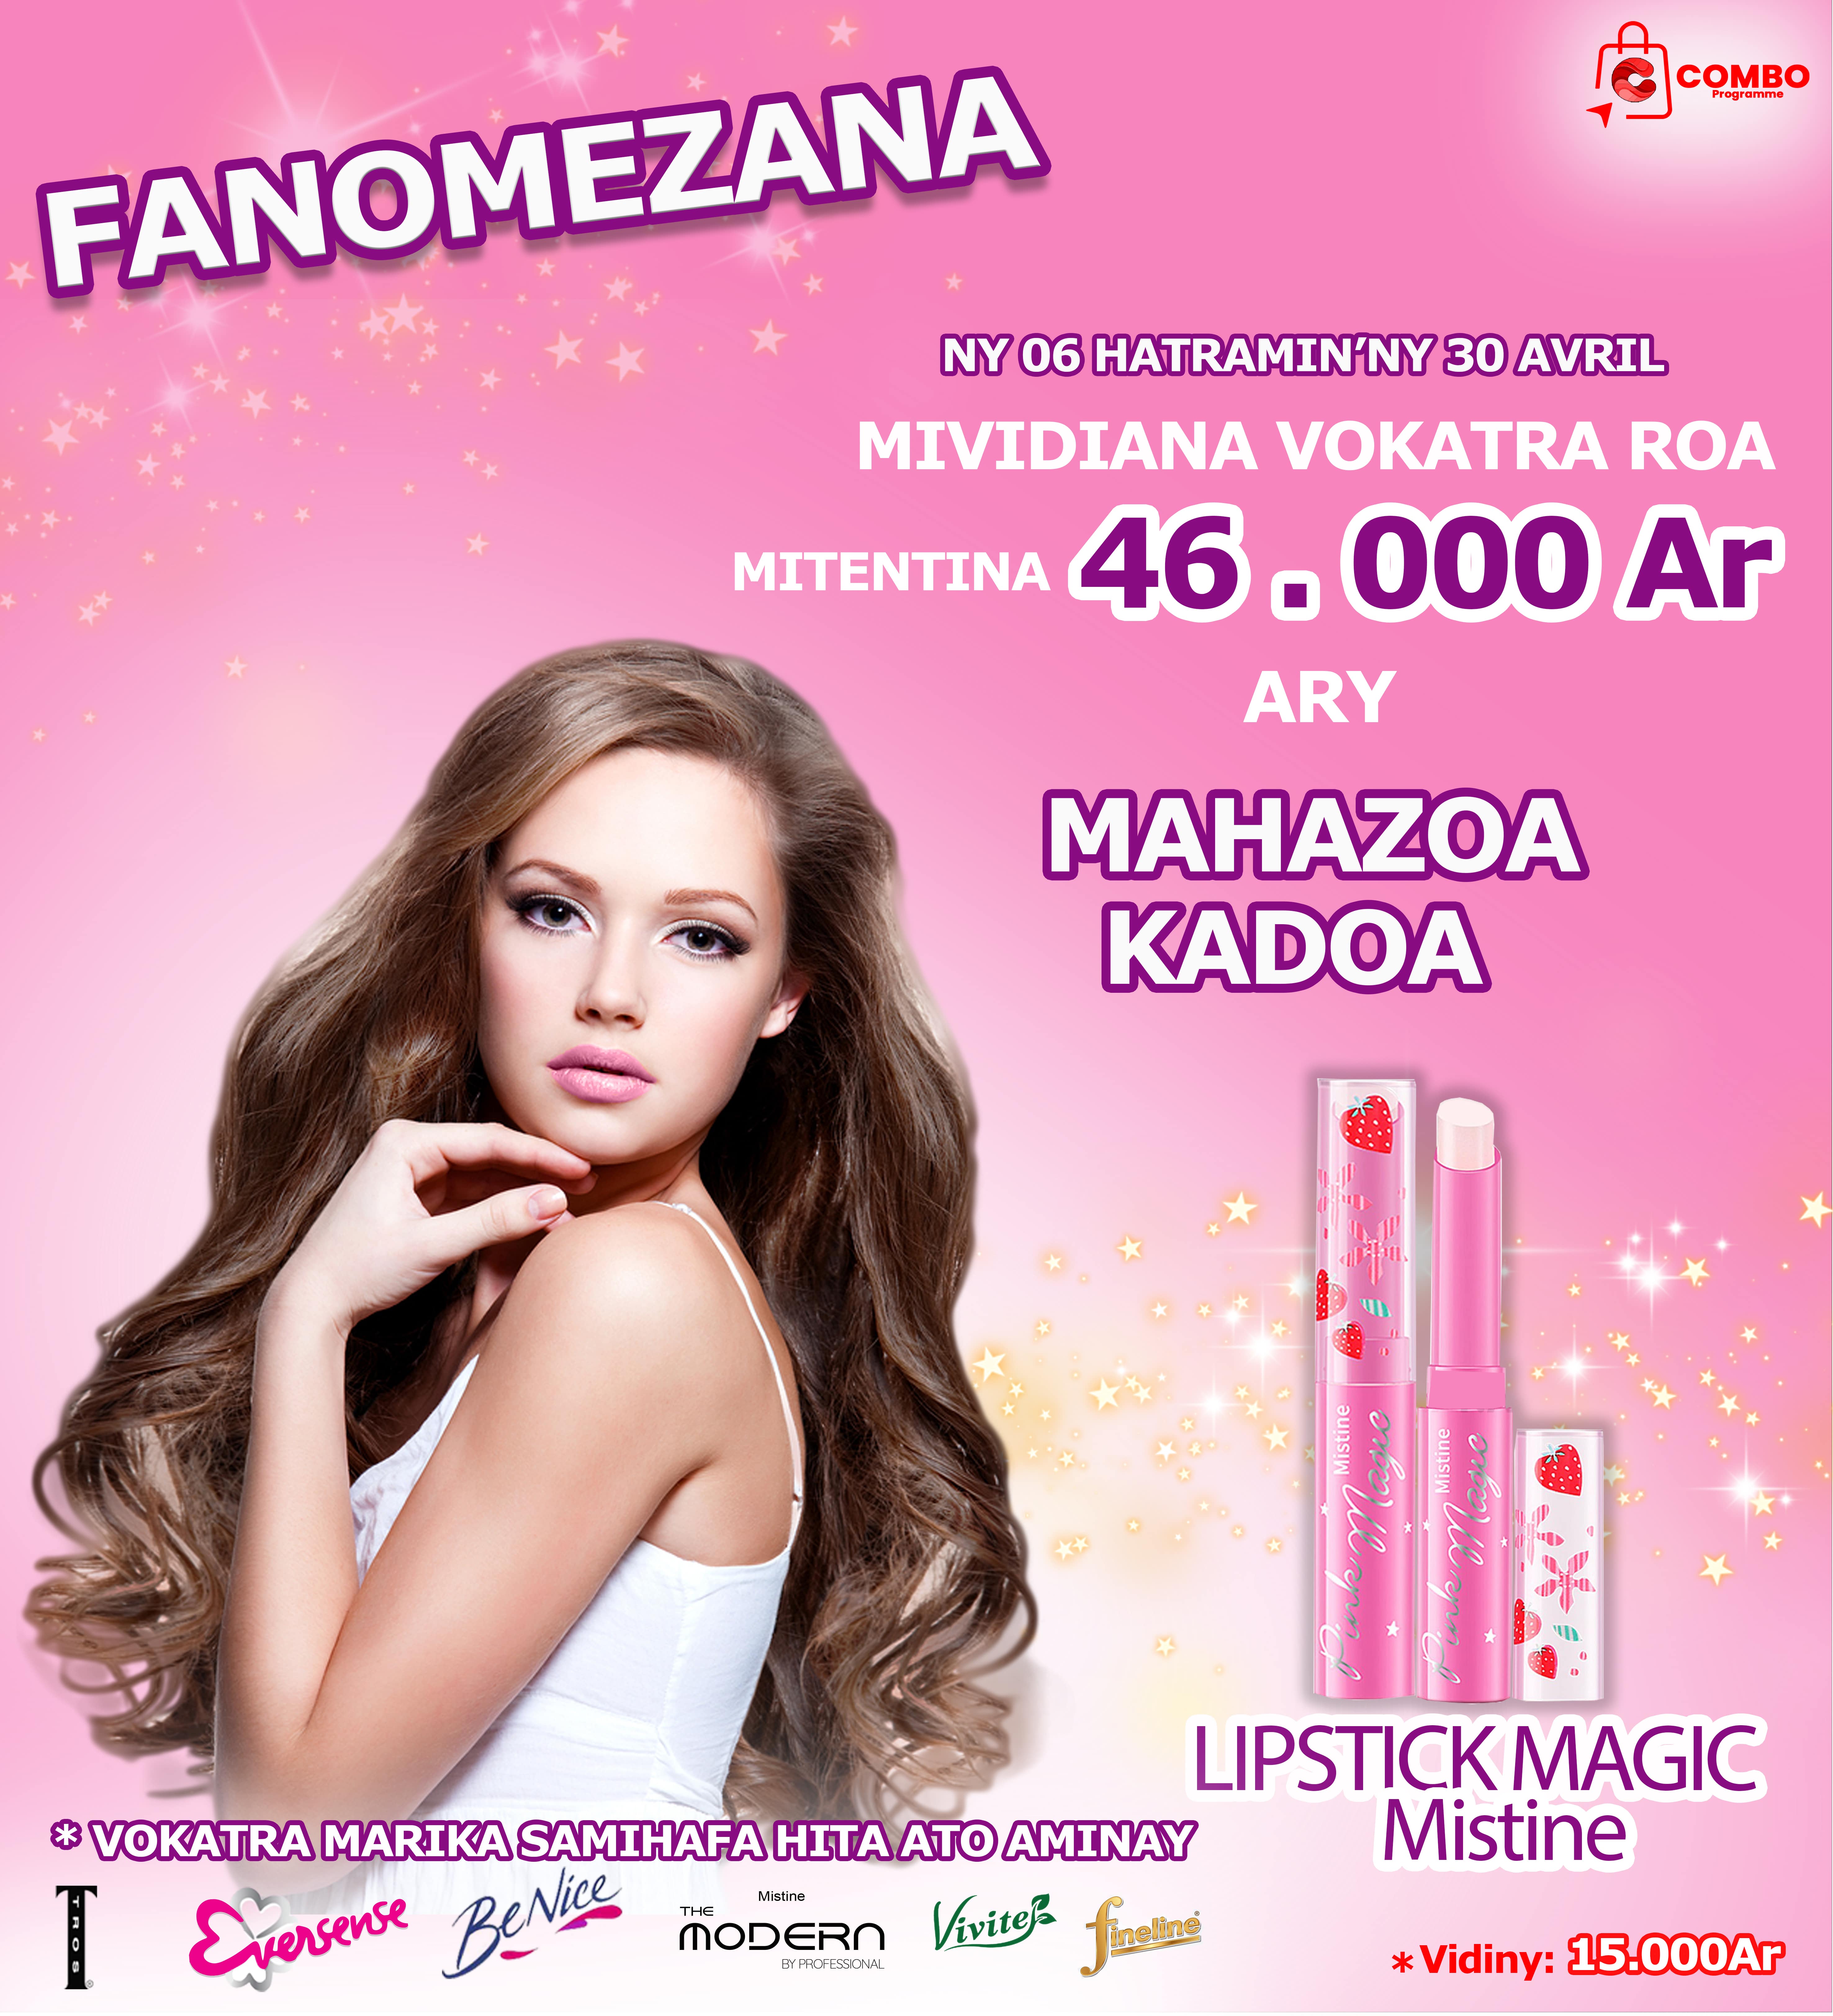 COMBO
Programme
FANOMEZANA
NY 06 HATRAMIN'NY 30 AVRIL
MIVIDIANA VOKATRA ROA
MITENTINA 46.000 Ar
ARY
MAHAZOA
KADOA
Mistine
Pink Magic
Mistine
Pink Magic
LIPSTICK MAGIC
Mistine
* VOKATRA MARIKA SAMIHAFA HITA ATO AMINAY
TROS
Eversense
BeNice
Mistine
THE
MODERN
BY PROFESSIONAL
Vivite
fineline
* Vidiny: 15.000Ar